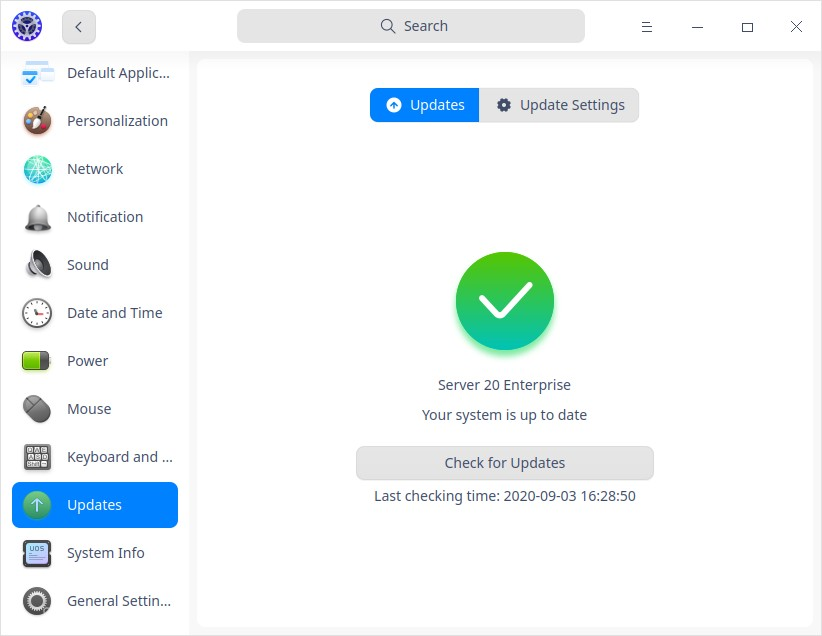 Search
Default Applic...
Personalization
Network
Notification
Sound
Date and Time
Power
Mouse
Keyboard and ...
Updates
System Info
General Settin...
UOS
Updates
Update Settings
Server 20 Enterprise
Your system is up to date
Check for Updates
Last checking time: 2020-09-03 16:28:50